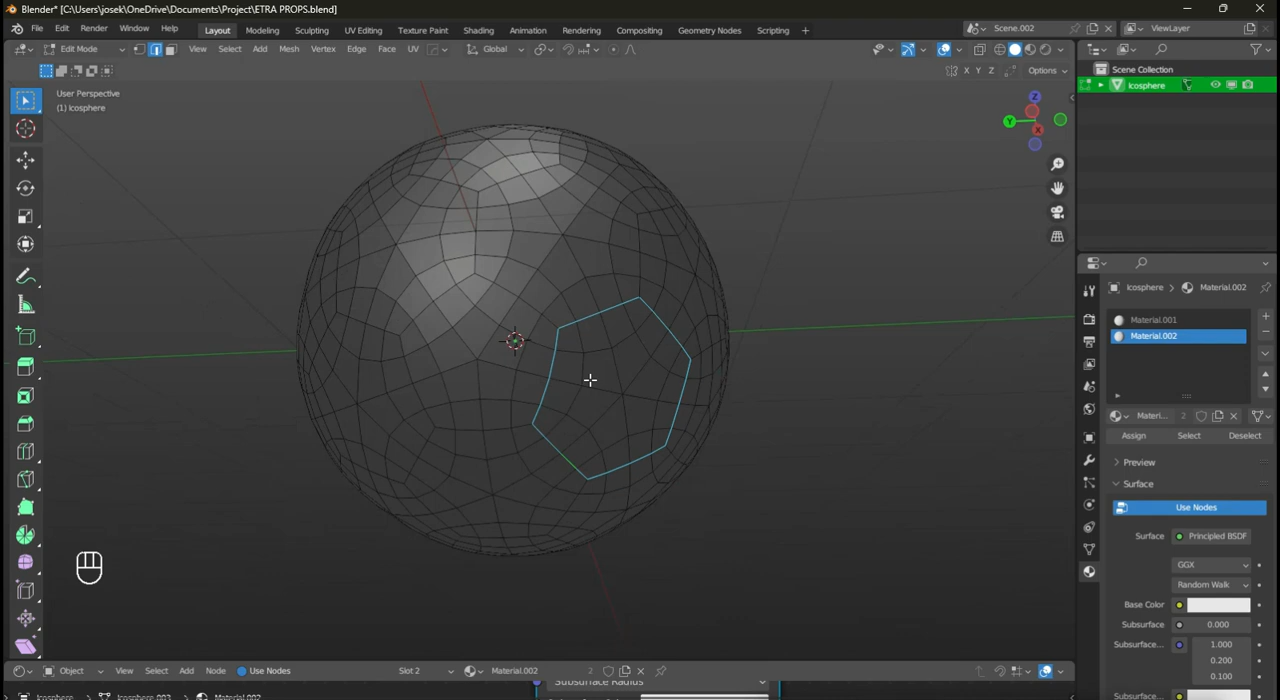 Blender* [C:\Users\josek\OneDrive\Documents\Project\ETRA PROPS.blend]
File Edit Render Window Help Layout Modeling Sculpting UV Editing Texture Paint Shading Animation Rendering Compositing Geometry Nodes Scripting + Scene.002 ViewLayer
Edit Mode View Select Add Mesh Vertex Edge Face UV Global
X Y Z Options
Scene Collection
Icosphere
User Perspective
(1) Icosphere
Z
Y
X
Icosphere > Material.002
Material.001
Material.002
Materi... 2
Assign Select Deselect
Preview
Surface
Use Nodes
Surface Principled BSDF
GGX
Random Walk
Base Color
Subsurface 0.000
Subsurface... 1.000
0.200
0.100
Subsurface...
Object View Select Add Node Use Nodes Slot 2 Material.002 2
Subsurface Radius
Icosphere > Icosphere.003 > Material.002